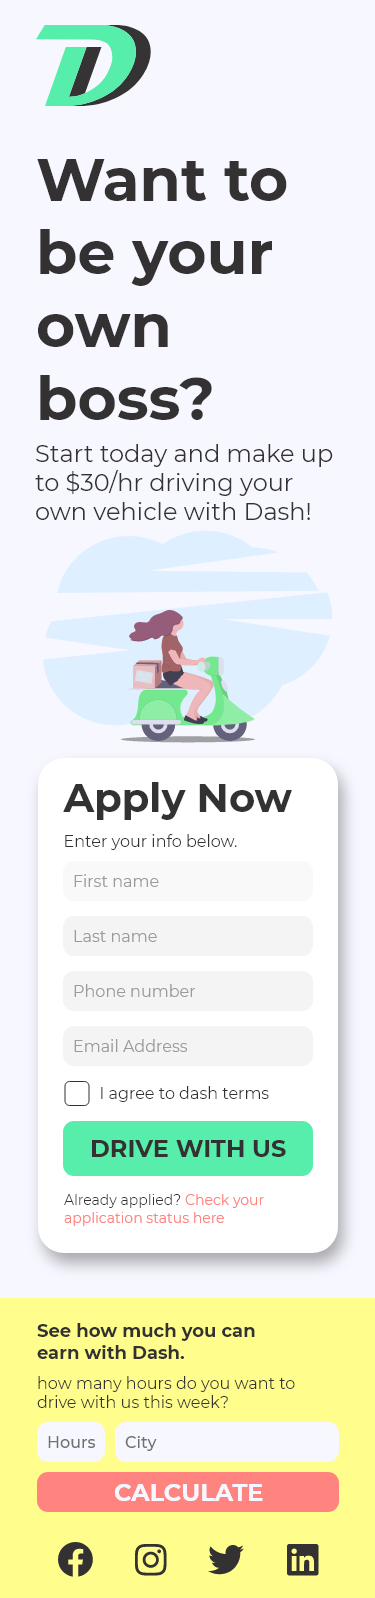 D
Want to
be your
own
boss?
Start today and make up
to $30/hr driving your
own vehicle with Dash!
Apply Now
Enter your info below.
First name
Last name
Phone number
Email Address
I agree to dash terms
DRIVE WITH US
Already applied? Check your
application status here
See how much you can
earn with Dash.
how many hours do you want to
drive with us this week?
Hours City
CALCULATE